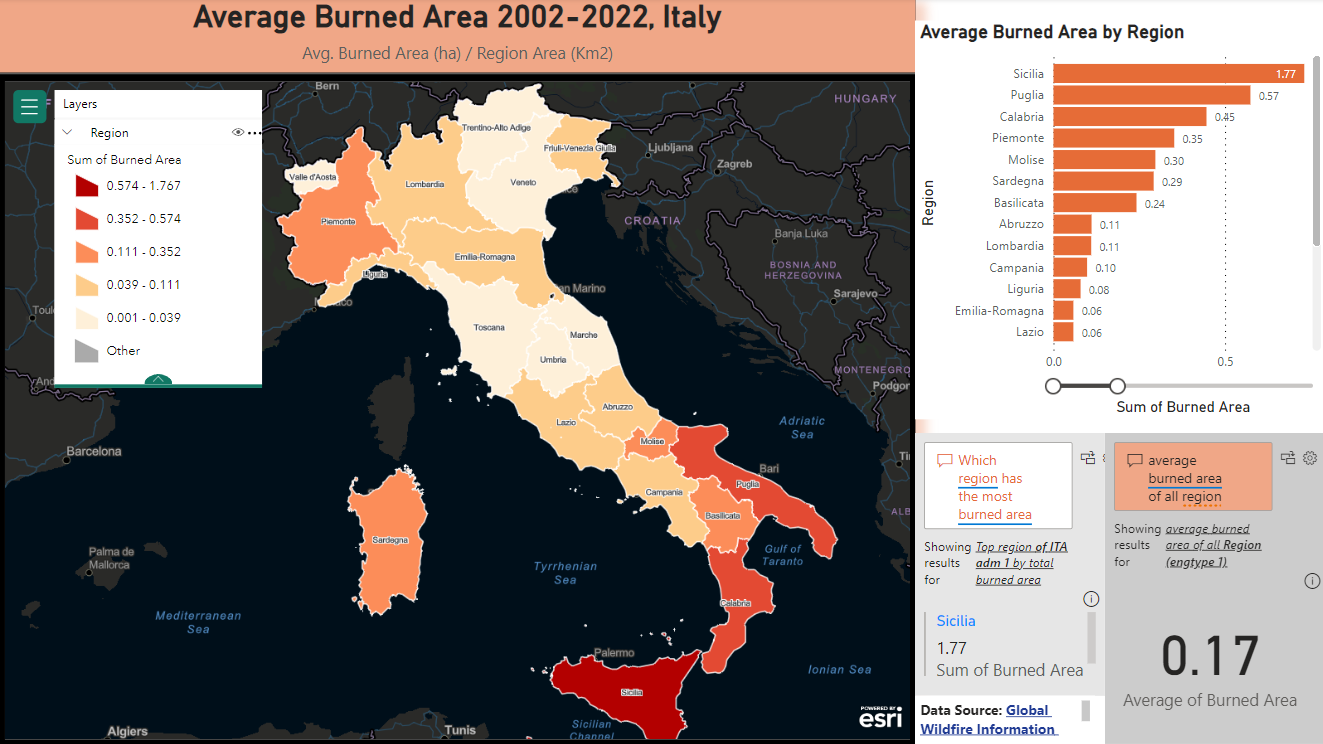 Average Burned Area 2002-2022, Italy
Avg. Burned Area (ha) / Region Area (Km2)
Layers
Region
Sum of Burned Area
0.574 - 1.767
0.352 - 0.574
0.111 - 0.352
0.039 - 0.111
0.001 - 0.039
Other
Bern
HUNGARY
Trentino-Alto Adige
Friuli-Venezia Giulia
Ljubljana
Zagreb
Valle d'Aosta
Lombardia
Veneto
Piemonte
CROATIA
Banja Luka
Emilia-Romagna
BOSNIA AND
HERZEGOVINA
Liguria
San Marino
Sarajevo
Toscana
Marche
Umbria
MONTENEGRO
Podgor
Abruzzo
Lazio
Adriatic
Sea
Molise
Barcelona
Bari
Puglia
Campania
Basilicata
Sardegna
Gulf of
Taranto
Palma de
Mallorca
Tyrrhenian
Sea
Calabria
Mediterranean
Sea
Palermo
Ionian Sea
Sicilia
Sicilian
Channel
Algiers
Tunis
POWERED BY
esri
Average Burned Area by Region
Region
Sicilia 1.77
Puglia 0.57
Calabria 0.45
Piemonte 0.35
Molise 0.30
Sardegna 0.29
Basilicata 0.24
Abruzzo 0.11
Lombardia 0.11
Campania 0.10
Liguria 0.08
Emilia-Romagna 0.06
Lazio 0.06
0.0 0.5
Sum of Burned Area
Which
region has
the most
burned area
Showing results for
Top region of ITA
adm 1 by total
burned area
Sicilia
1.77
Sum of Burned Area
Data Source: Global
Wildfire Information
average
burned area
of all region
Showing results for
average burned
area of all Region
(engtype 1)
0.17
Average of Burned Area